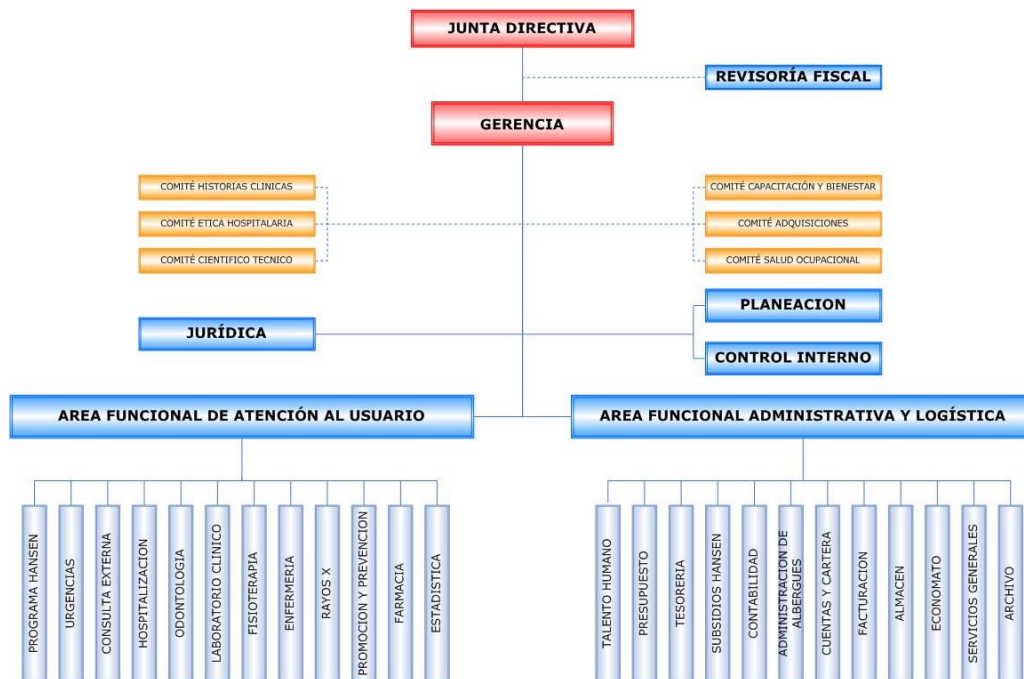 JUNTA DIRECTIVA
REVISORÍA FISCAL
GERENCIA
COMITÉ HISTORIAS CLINICAS
COMITÉ CAPACITACIÓN Y BIENESTAR
COMITÉ ETICA HOSPITALARIA
COMITÉ ADQUISICIONES
COMITÉ CIENTIFICO TECNICO
COMITÉ SALUD OCUPACIONAL
PLANEACION
JURÍDICA
CONTROL INTERNO
AREA FUNCIONAL DE ATENCIÓN AL USUARIO
AREA FUNCIONAL ADMINISTRATIVA Y LOGÍSTICA
PROGRAMA HANSEN
URGENCIAS
CONSULTA EXTERNA
HOSPITALIZACION
ODONTOLOGIA
LABORATORIO CLINICO
FISIOTERAPIA
ENFERMERIA
RAYOS X
PROMOCION Y PREVENCION
FARMACIA
ESTADISTICA
TALENTO HUMANO
PRESUPUESTO
TESORERIA
SUBSIDIOS HANSEN
CONTABILIDAD
ADMINISTRACION DE
ALBERGUES
CUENTAS Y CARTERA
FACTURACION
ALMACEN
ECONOMATO
SERVICIOS GENERALES
ARCHIVO